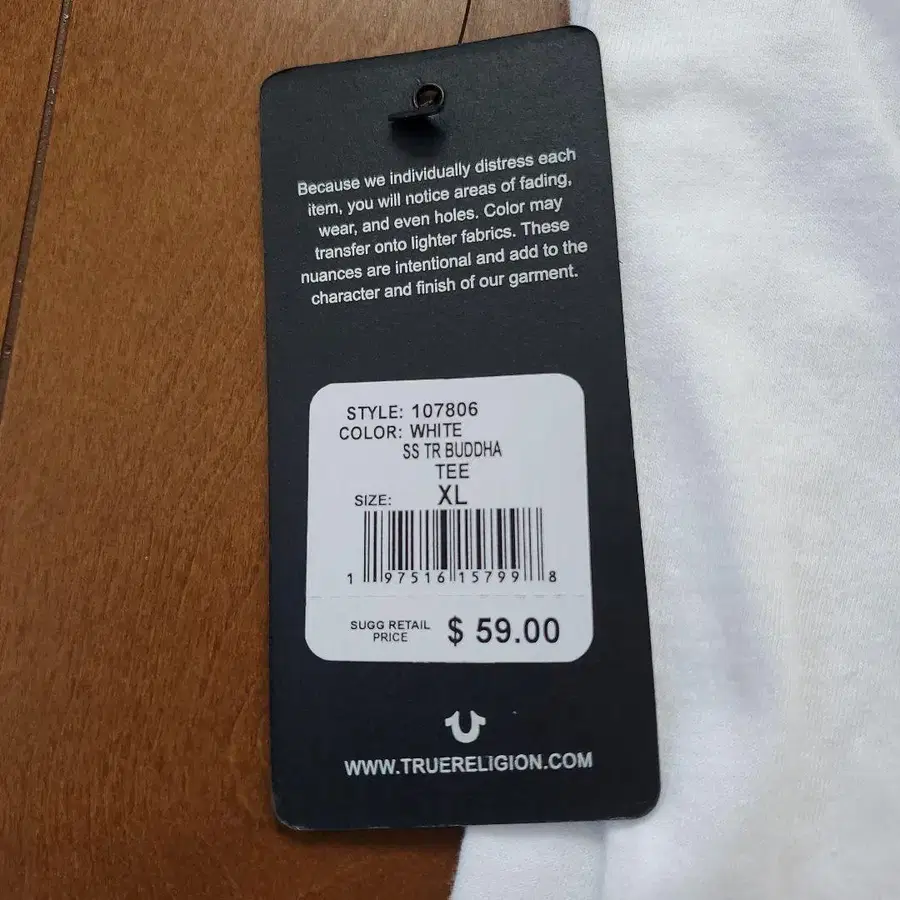 Because we individually distress each
item, you will notice areas of fading,
wear, and even holes. Color may
transfer onto lighter fabrics. These
nuances are intentional and add to the
character and finish of our garment.
STYLE: 107806
COLOR: WHITE
SS TR BUDDHA
TEE
SIZE: XL
1 97516 15799 8
SUGG RETAIL
PRICE $ 59.00
WWW.TRUERELIGION.COM